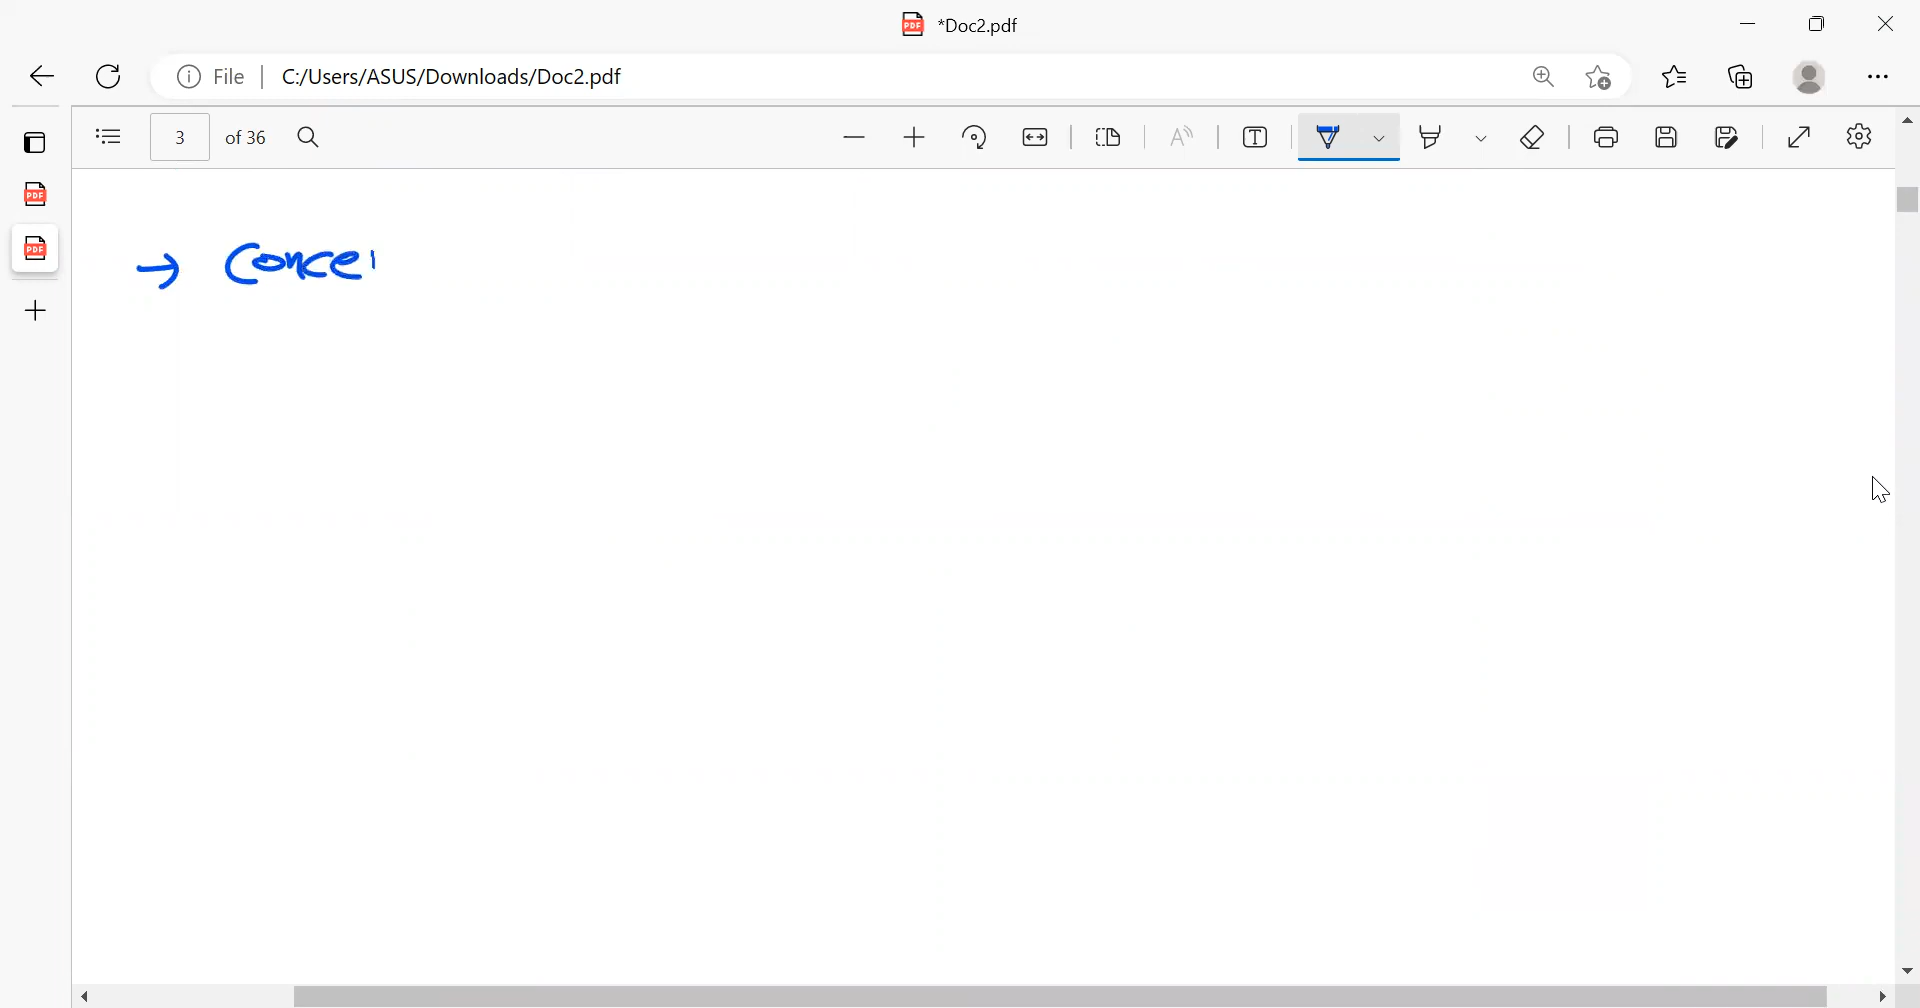 *Doc2.pdf
File | C:/Users/ASUS/Downloads/Doc2.pdf
3 of 36
→ Conce